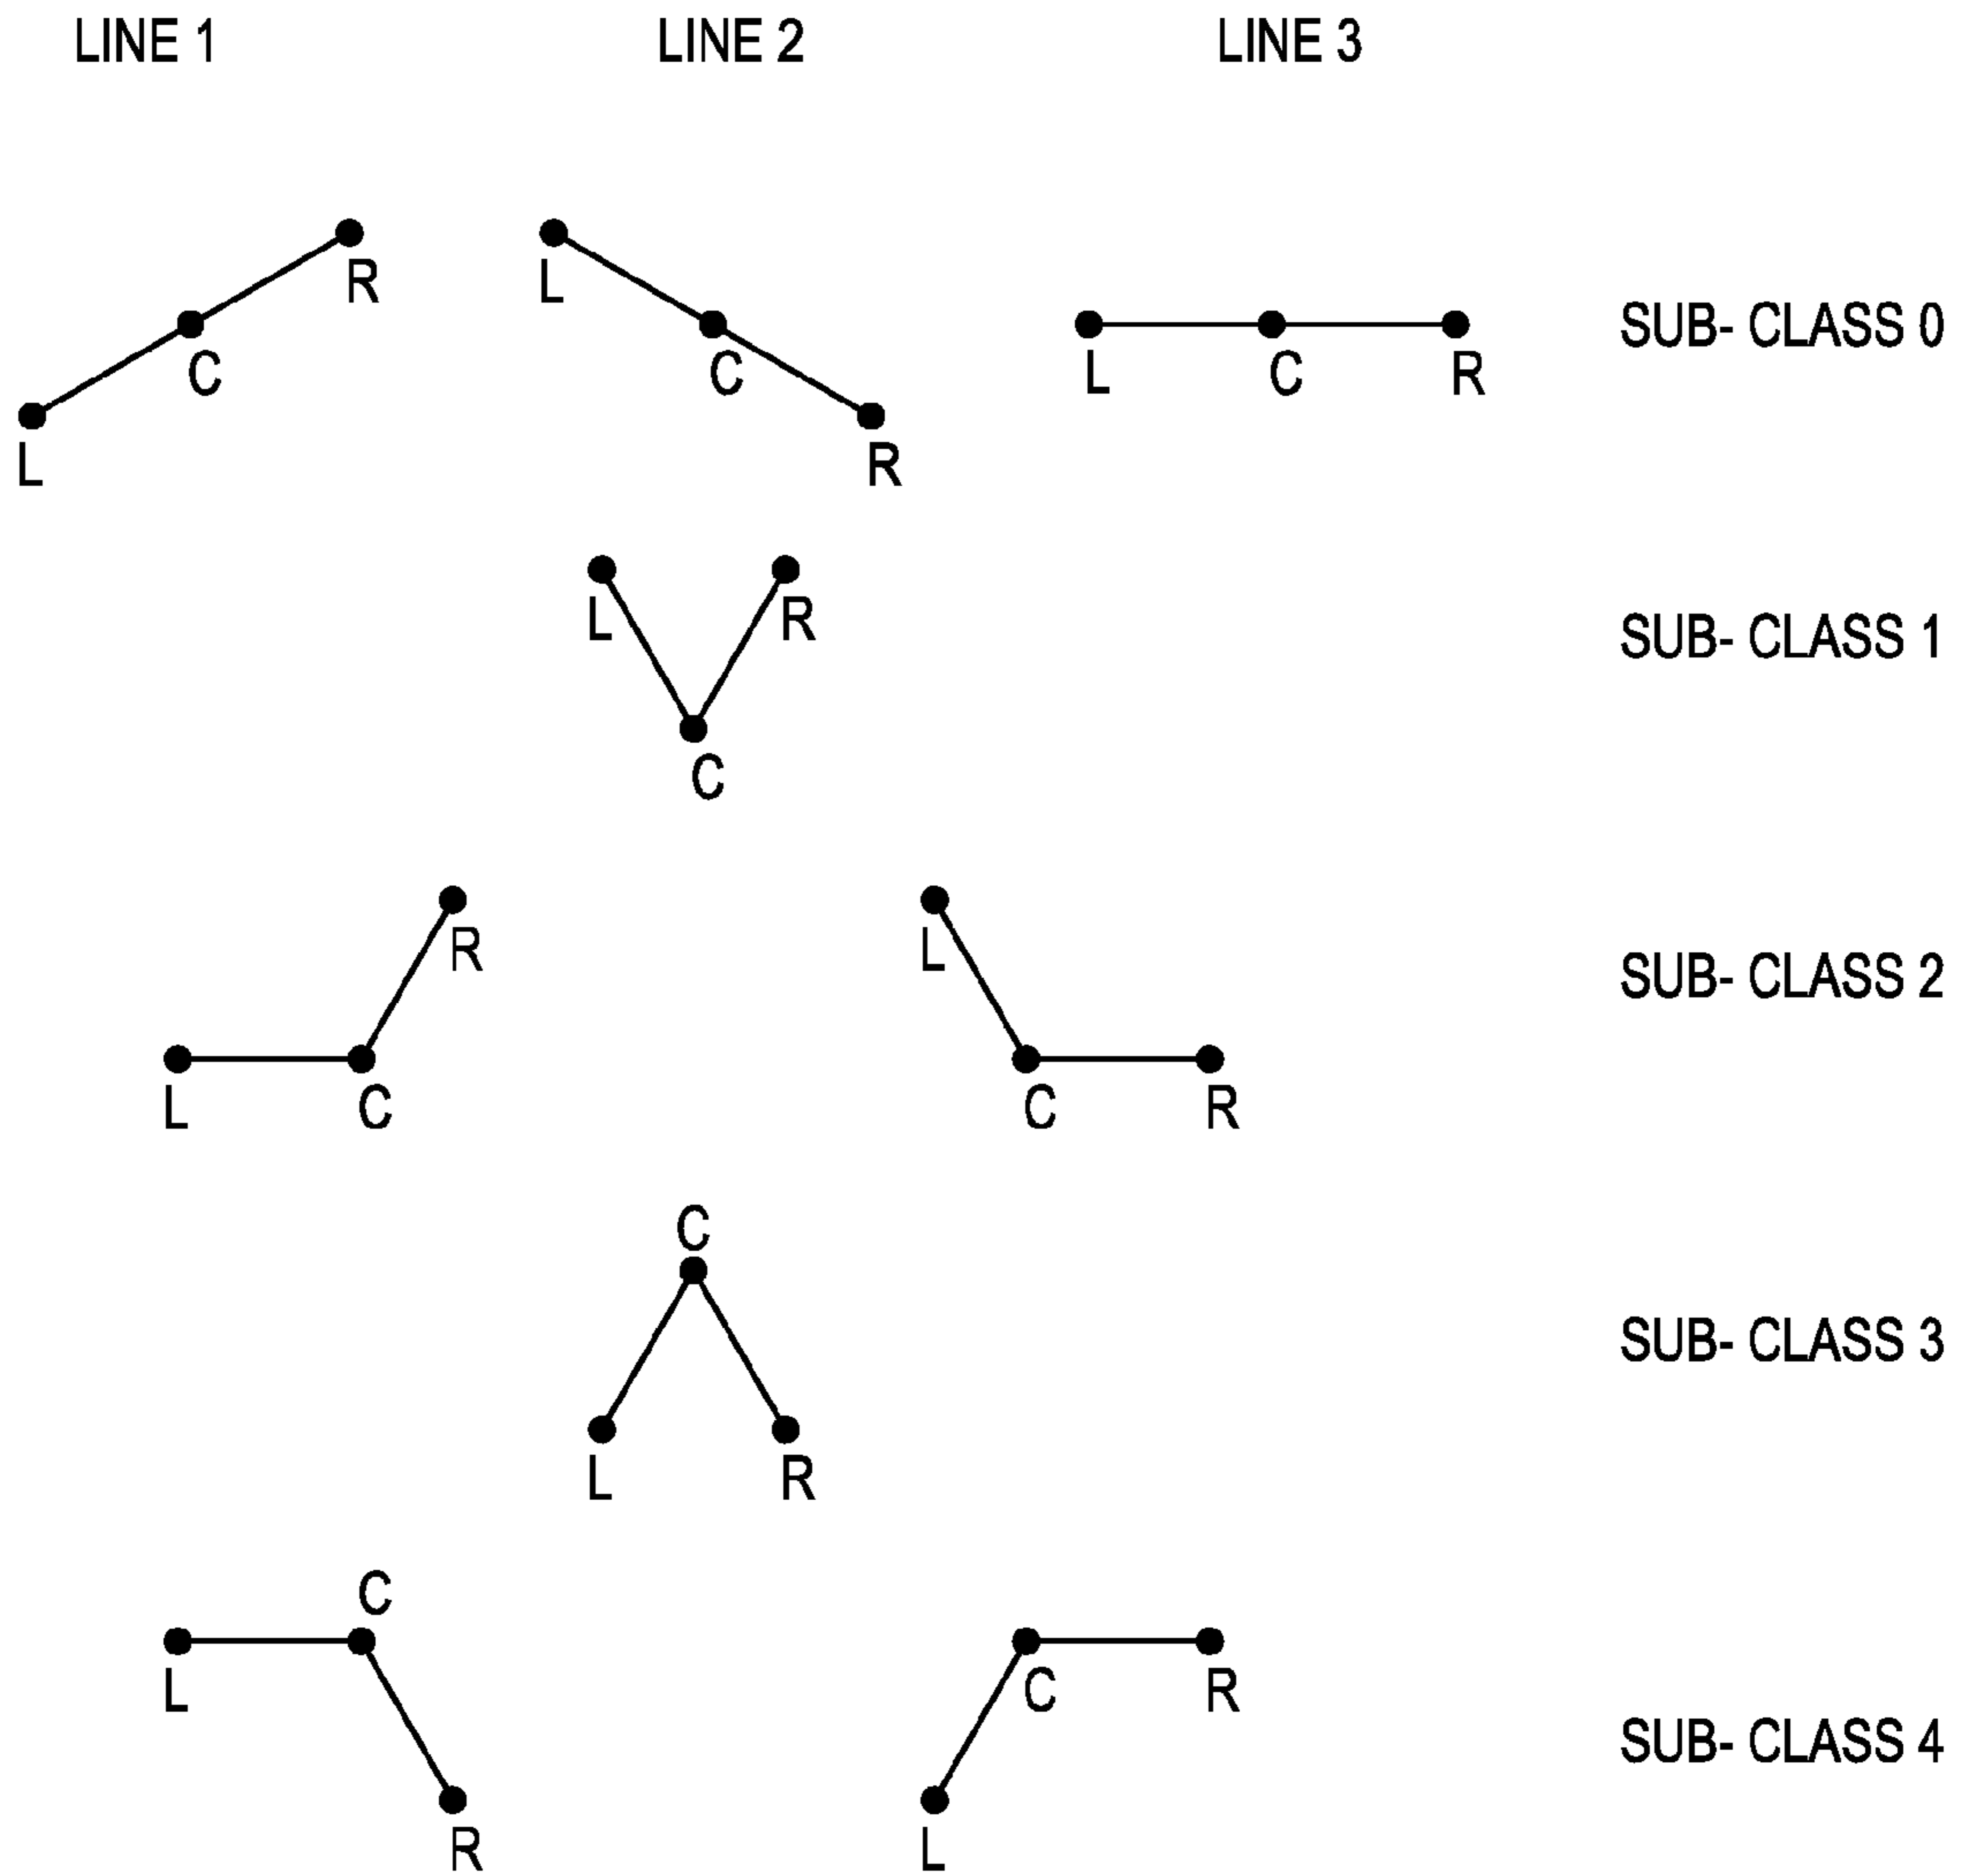 LINE 1 LINE 2 LINE 3
R L
C C L C R SUB- CLASS 0
L R
L R SUB- CLASS 1
C
R L SUB- CLASS 2
L C C R
C
SUB- CLASS 3
L R
C
L C R
SUB- CLASS 4
R L